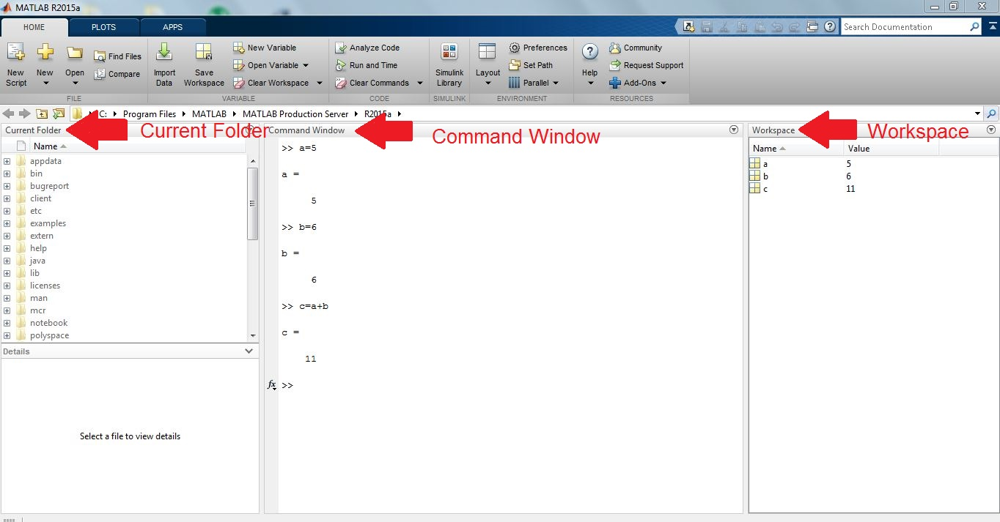 MATLAB R2015a
HOME PLOTS APPS
Search Documentation
New Script
New
Open
Find Files
Compare
FILE
Import Data
Save Workspace
New Variable
Open Variable
Clear Workspace
VARIABLE
Analyze Code
Run and Time
Clear Commands
CODE
Simulink Library
SIMULINK
Layout
Preferences
Set Path
Parallel
ENVIRONMENT
Help
Community
Request Support
Add-Ons
RESOURCES
C: Program Files MATLAB MATLAB Production Server R2015a
Current Folder
Current Folder
Name
appdata
bin
bugreport
client
etc
examples
extern
help
java
lib
licenses
man
mcr
notebook
polyspace
Details
Select a file to view details
Command Window
Command Window
>> a=5
a =
5
>> b=6
b =
6
>> c=a+b
c =
11
fx >>
Workspace
Workspace
Name Value
a 5
b 6
c 11